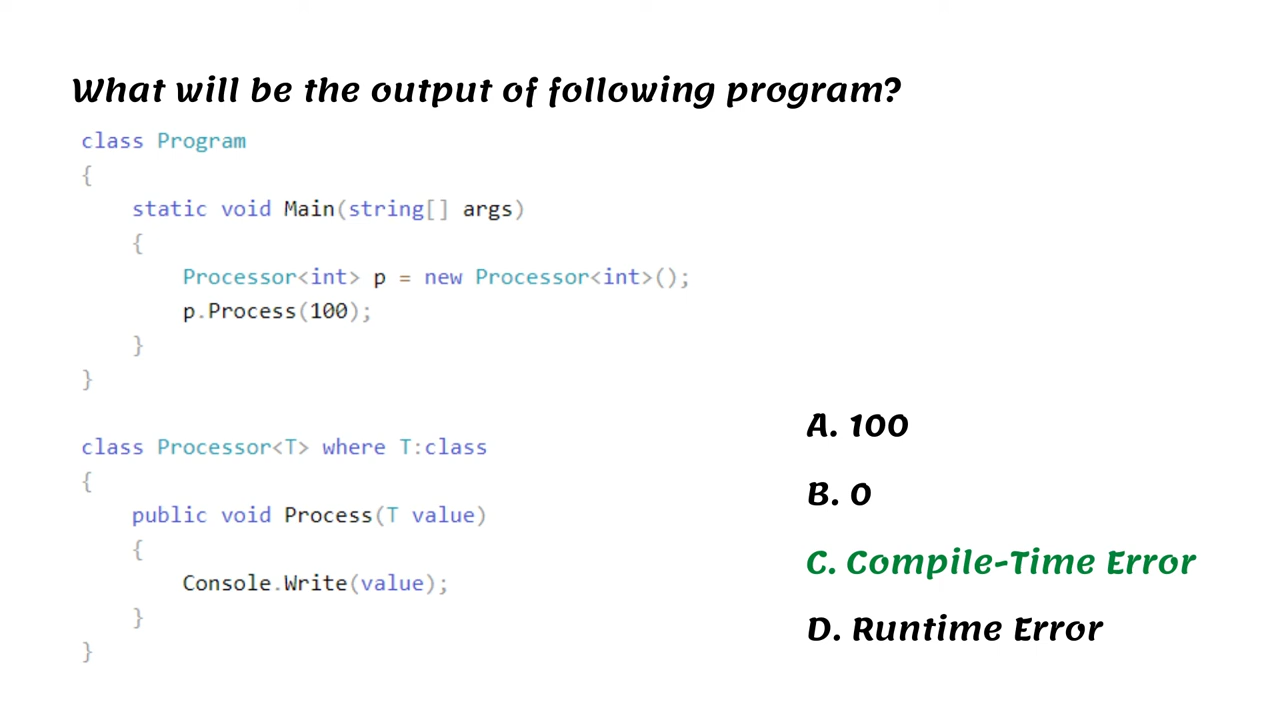 What will be the output of following program?
class Program
{
static void Main(string[] args)
{
Processor<int> p = new Processor<int>();
p.Process(100);
}
}
class Processor<T> where T:class
{
public void Process(T value)
{
Console.Write(value);
}
}
A. 100
B. 0
C. Compile-Time Error
D. Runtime Error